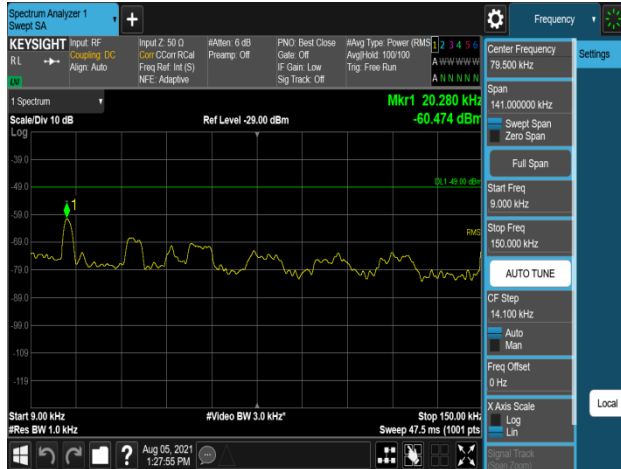 Spectrum Analyzer 1
Swept SA
Frequency
KEYSIGHT
RL
Input: RF
Coupling: DC
Align: Auto
Input Z: 50 Ω
Corr CCorr RCal
Freq Ref: Int (S)
NFE: Adaptive
#Atten: 6 dB
Preamp: Off
PNO: Best Close
Gate: Off
IF Gain: Low
Sig Track: Off
#Avg Type: Power (RMS
Avg|Hold: 100/100
Trig: Free Run
1 2 3 4 5 6
A W W W W W
A N N N N N
1 Spectrum
Mkr1 20.280 kHz
Scale/Div 10 dB
Ref Level -29.00 dBm
-60.474 dBm
Log
-39.0
-49.0
-59.0
-69.0
-79.0
-89.0
-99.0
-109
-119
DL1 -49.00 dBm
1
RMS
Start 9.00 kHz
#Video BW 3.0 kHz*
Stop 150.00 kHz
#Res BW 1.0 kHz
Sweep 47.5 ms (1001 pts
Center Frequency
79.500 kHz
Settings
Span
141.000000 kHz
Swept Span
Zero Span
Full Span
Start Freq
9.000 kHz
Stop Freq
150.000 kHz
AUTO TUNE
CF Step
14.100 kHz
Auto
Man
Freq Offset
0 Hz
X Axis Scale
Log
Lin
Local
Signal Track
(Span Zoom)
?
Aug 05, 2021
1:27:55 PM